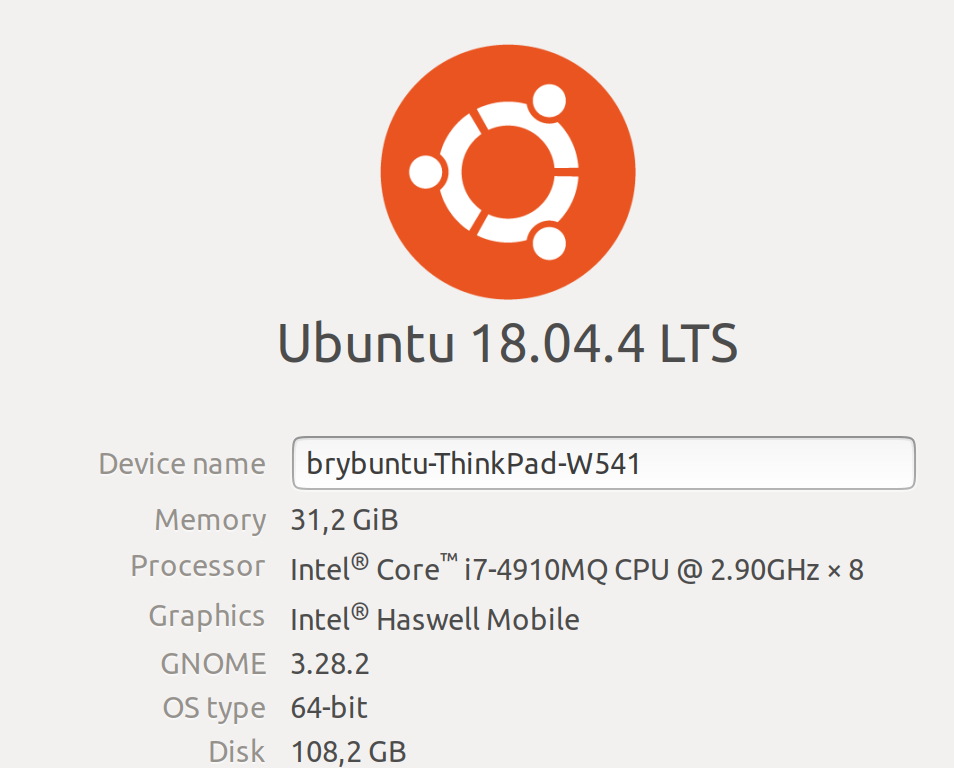 Ubuntu 18.04.4 LTS
Device name brybuntu-ThinkPad-W541
Memory 31,2 GiB
Processor Intel® Core™ i7-4910MQ CPU @ 2.90GHz × 8
Graphics Intel® Haswell Mobile
GNOME 3.28.2
OS type 64-bit
Disk 108,2 GB